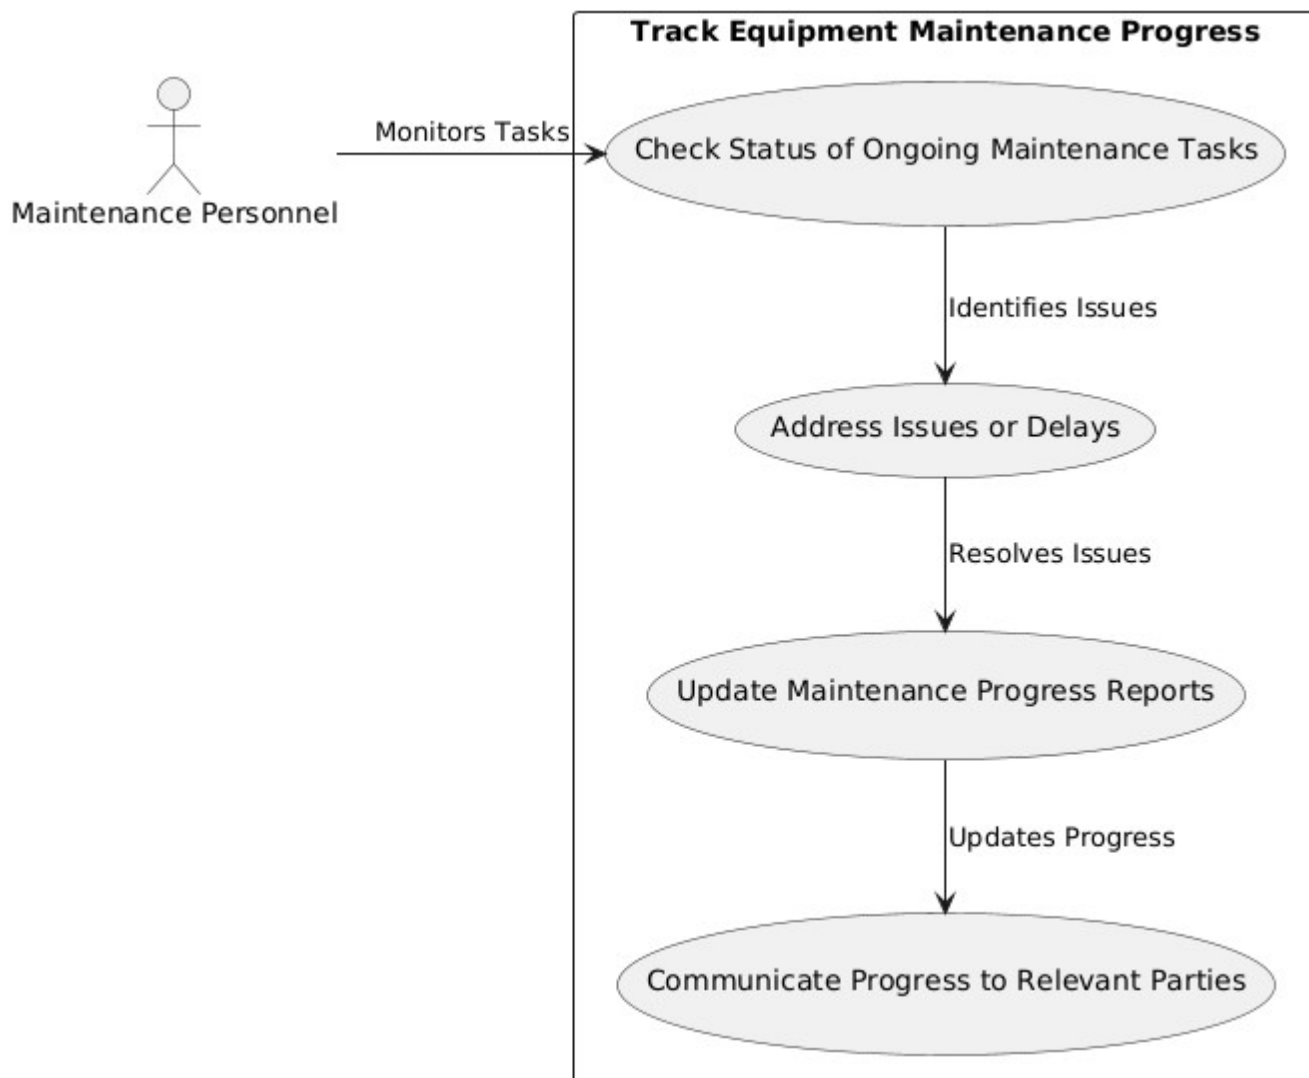 Track Equipment Maintenance Progress
Monitors Tasks
Check Status of Ongoing Maintenance Tasks
Maintenance Personnel
Identifies Issues
Address Issues or Delays
Resolves Issues
Update Maintenance Progress Reports
Updates Progress
Communicate Progress to Relevant Parties